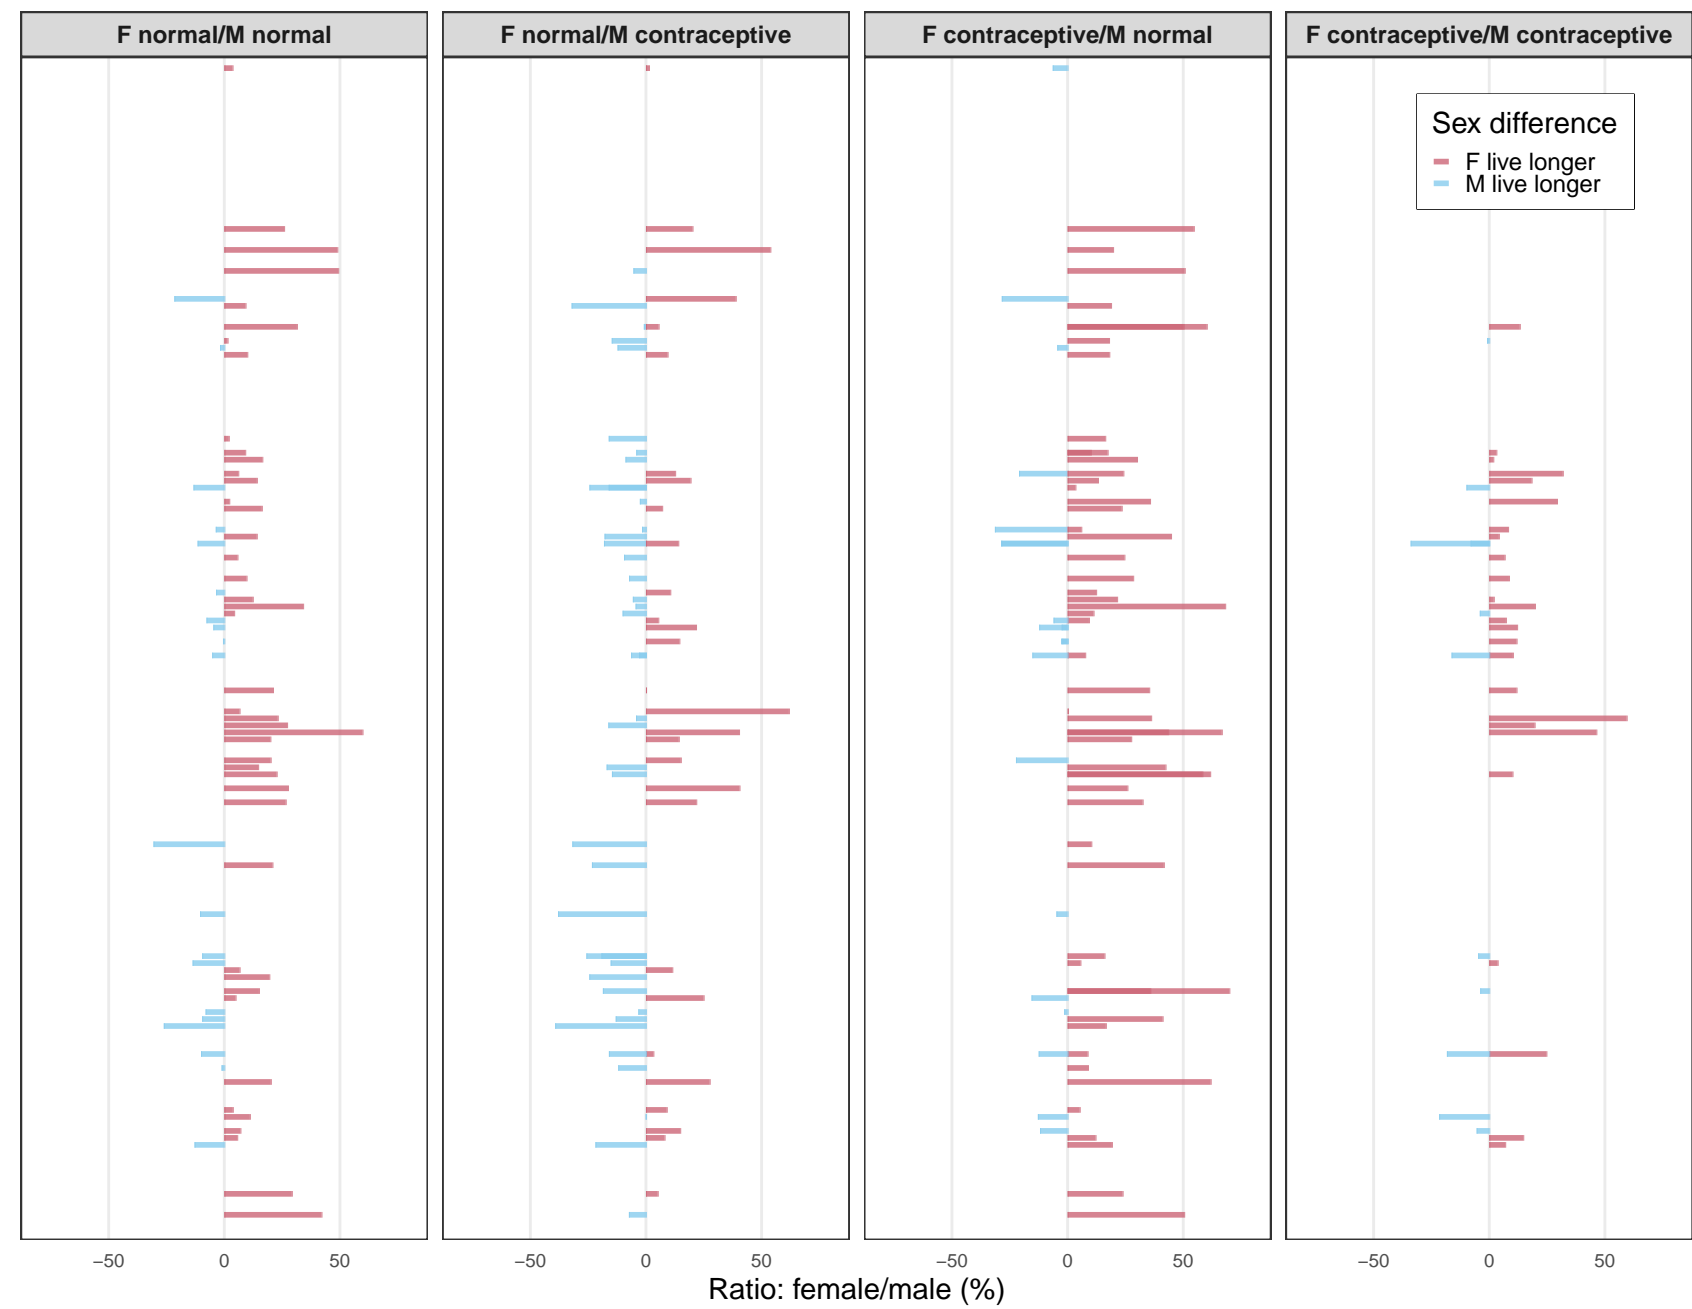 F normal/M normal
F normal/M contraceptive
F contraceptive/M normal
F contraceptive/M contraceptive
Sex difference
F live longer
M live longer
−50 0 50
−50 0 50
−50 0 50
−50 0 50
Ratio: female/male (%)